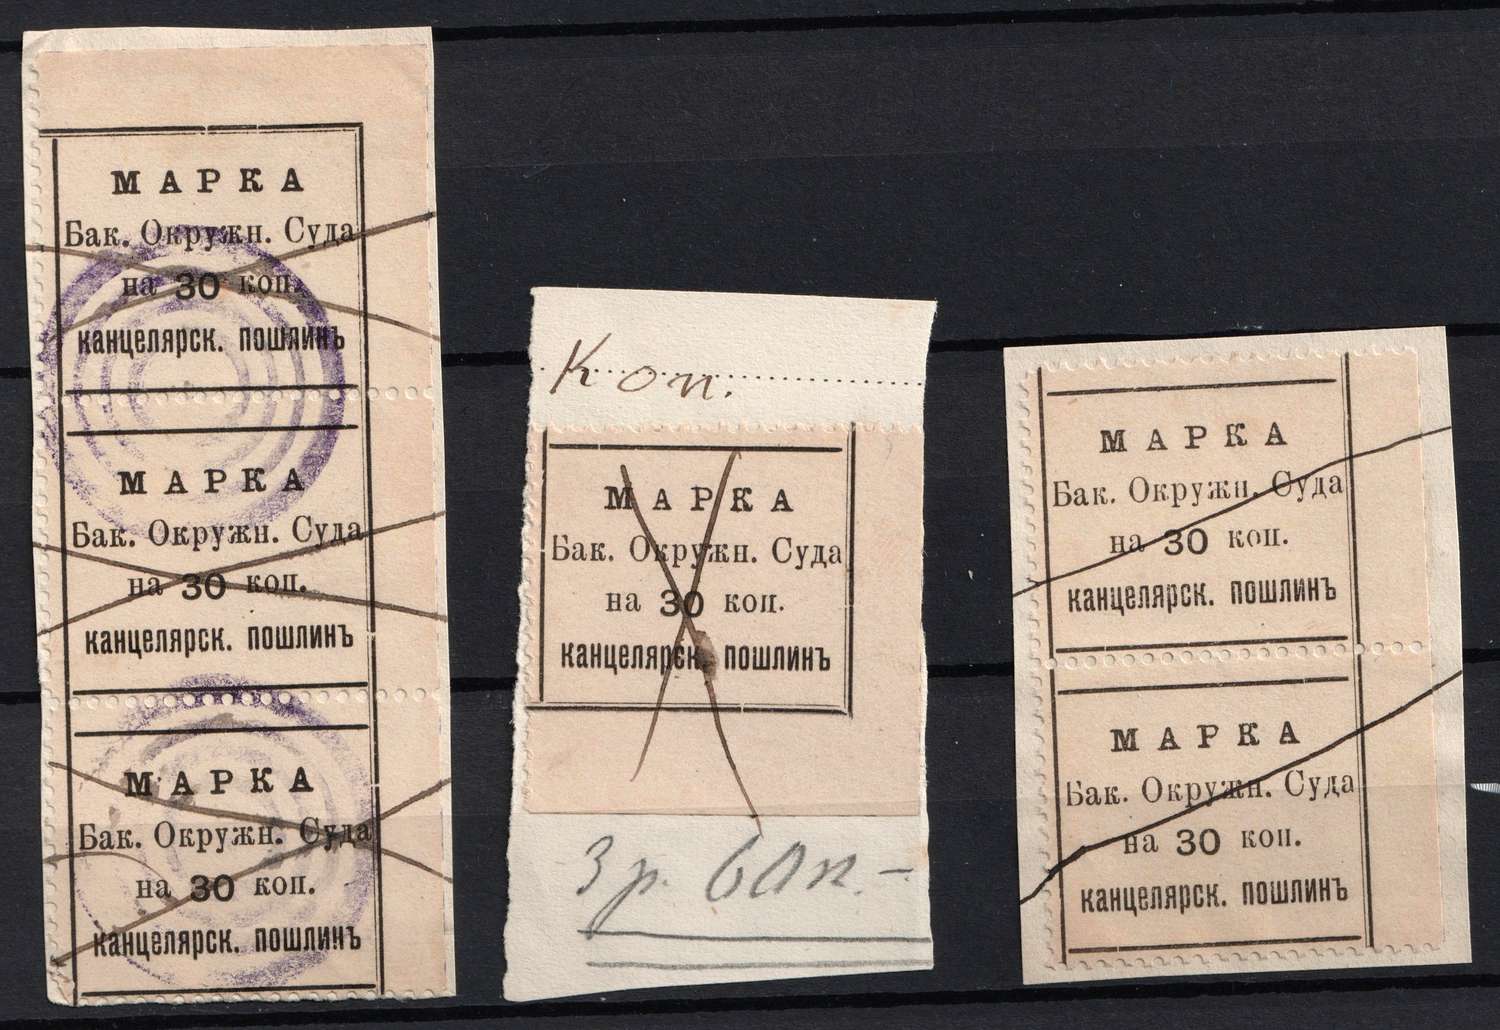 МАРКА
Бак. Окружн. Суда
на 30 коп.
канцелярск. пошлинъ
МАРКА
Бак. Окружн. Суда
на 30 коп.
канцелярск. пошлинъ
МАРКА
Бак. Окружн. Суда
на 30 коп.
канцелярск. пошлинъ
Коп.
МАРКА
Бак. Окружн. Суда
на 30 коп.
канцелярск. пошлинъ
3 р.
МАРКА
Бак. Окружн. Суда
на 30 коп.
канцелярск. пошлинъ
МАРКА
Бак. Окружн. Суда
на 30 коп.
канцелярск. пошлинъ